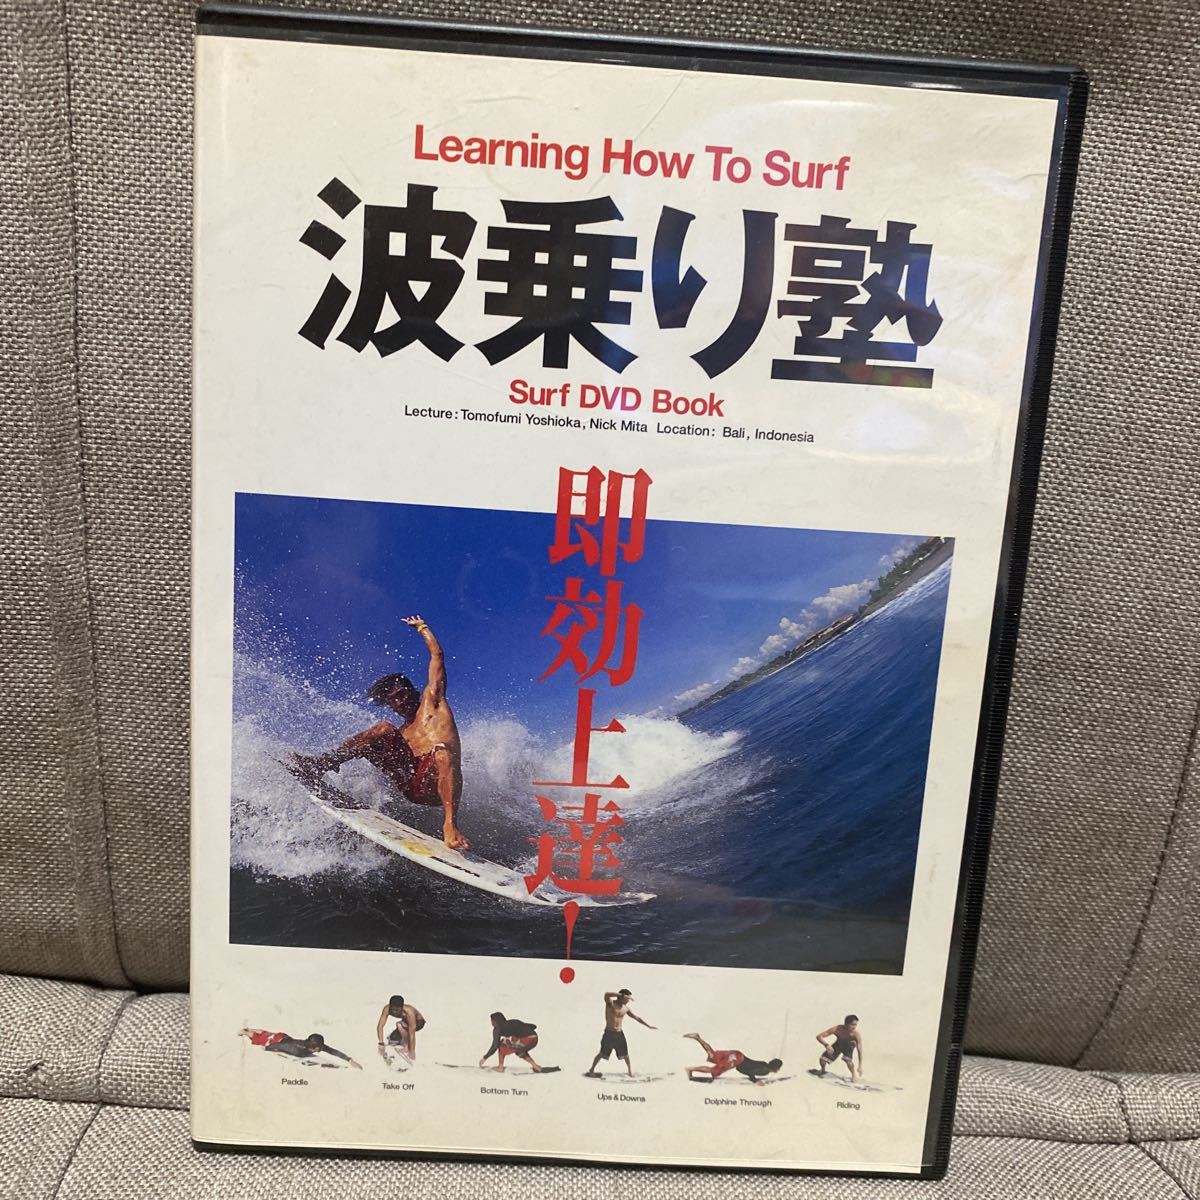 Learning How To Surf
波乗り塾
Surf DVD Book
Lecture: Tomofumi Yoshioka, Nick Mita Location: Bali, Indonesia
即効上達!
Paddle
Take Off
Bottom Turn
Ups & Downs
Dolphine Through
Riding